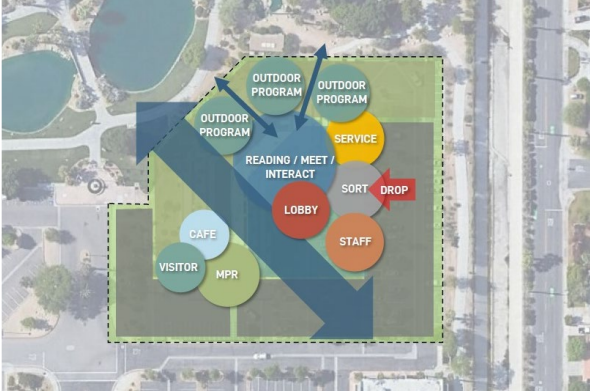 OUTDOOR
PROGRAM
OUTDOOR
PROGRAM
OUTDOOR
PROGRAM
SERVICE
READING / MEET /
INTERACT
SORT
DROP
LOBBY
CAFE
STAFF
VISITOR
MPR